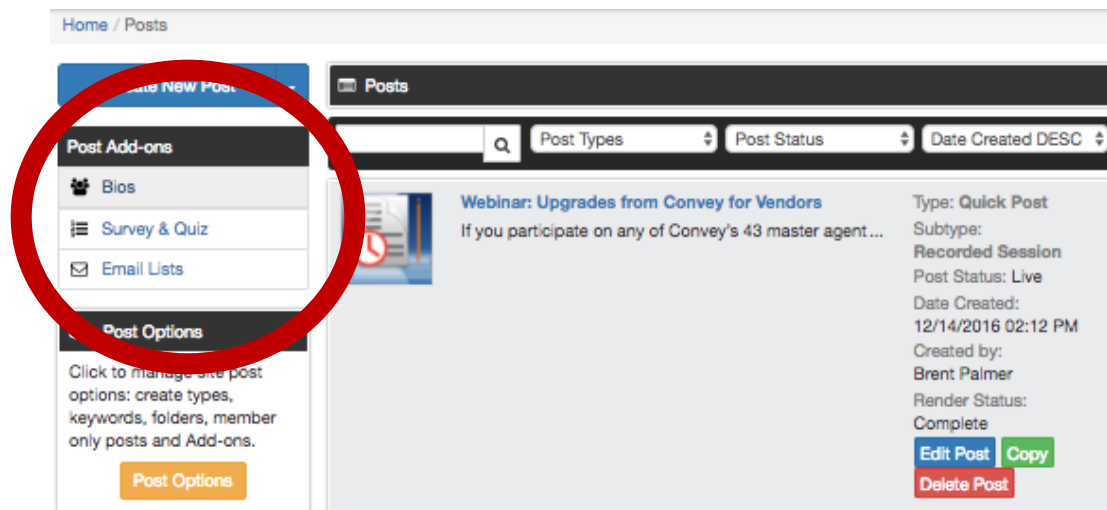 Home / Posts
New Post
Post Add-ons
Bios
Survey & Quiz
Email Lists
Post Options
Click to manage site post
options: create types,
keywords, folders, member
only posts and Add-ons.
Post Options
Posts
Post Types
Post Status
Date Created DESC
Webinar: Upgrades from Convey for Vendors
If you participate on any of Convey's 43 master agent...
Type: Quick Post
Subtype:
Recorded Session
Post Status: Live
Date Created:
12/14/2016 02:12 PM
Created by:
Brent Palmer
Render Status:
Complete
Edit Post Copy
Delete Post